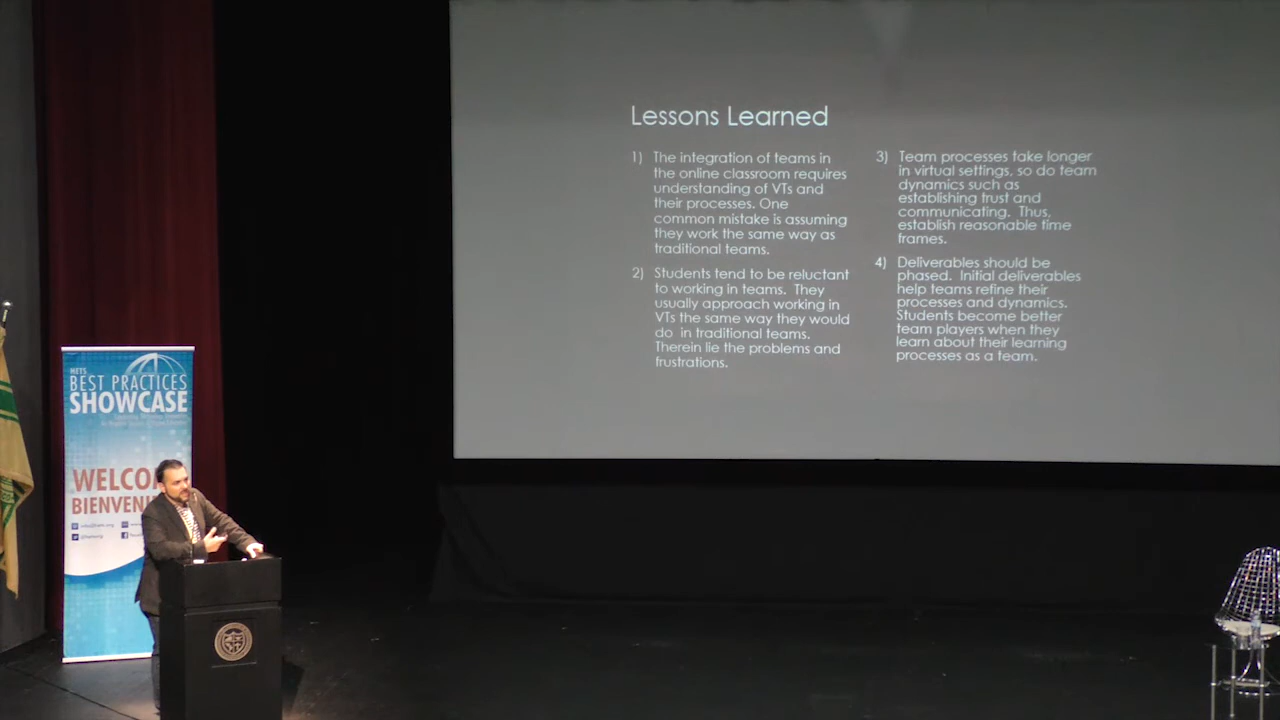 Lessons Learned
1) The integration of teams in
the online classroom requires
understanding of VTs and
their processes. One
common mistake is assuming
they work the same way as
traditional teams.
2) Students tend to be reluctant
to working in teams. They
usually approach working in
VTs the same way they would
do in traditional teams.
Therein lie the problems and
frustrations.
3) Team processes take longer
in virtual settings, so do team
dynamics such as
establishing trust and
communicating. Thus,
establish reasonable time
frames.
4) Deliverables should be
phased. Initial deliverables
help teams refine their
processes and dynamics.
Students become better
team players when they
learn about their learning
processes as a team.
BEST PRACTICES
SHOWCASE
WELCO
BIENVEN